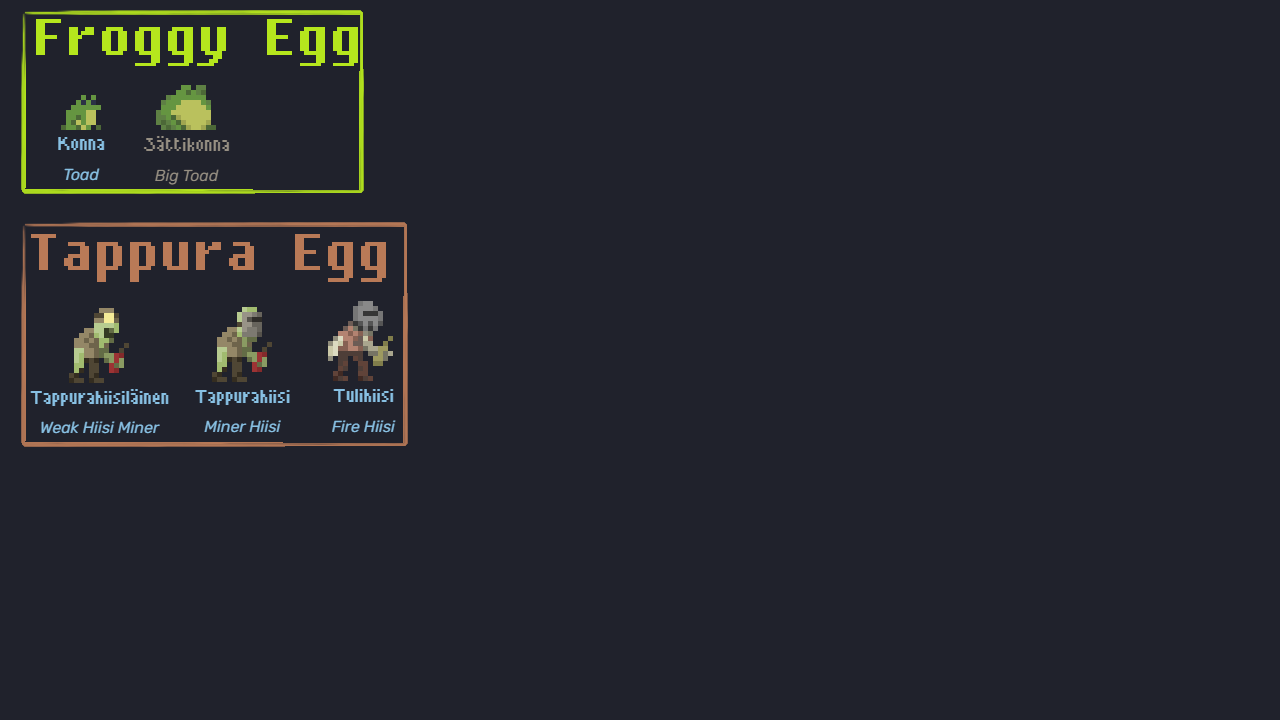 Froggy Egg
Konna Jättikonna
Toad Big Toad
Tappura Egg
Tappurahiisiläinen Tappurahiisi Tulihiisi
Weak Hiisi Miner Miner Hiisi Fire Hiisi